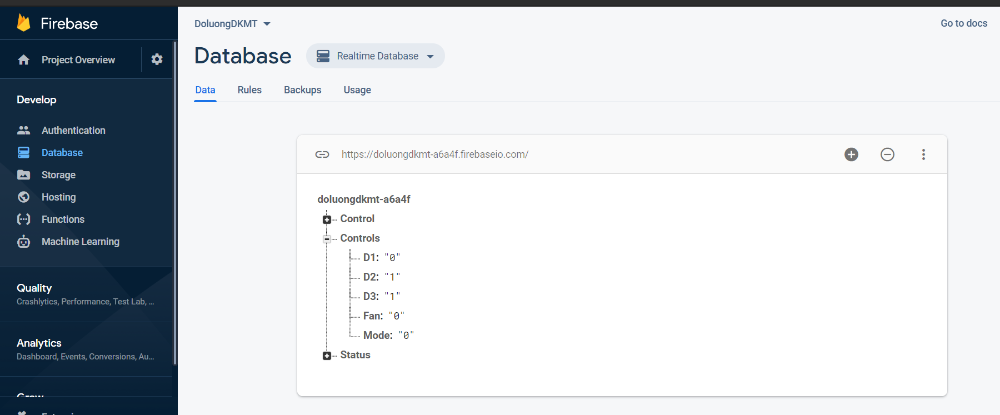 Firebase
Project Overview
Develop
Authentication
Database
Storage
Hosting
Functions
Machine Learning
Quality
Crashlytics, Performance, Test Lab, ...
Analytics
Dashboard, Events, Conversions, Au...
Grow
DoluongDKMT
Go to docs
Database
Realtime Database
Data Rules Backups Usage
https://doluongdkmt-a6a4f.firebaseio.com/
doluongdkmt-a6a4f
Control
Controls
D1: "0"
D2: "1"
D3: "1"
Fan: "0"
Mode: "0"
Status